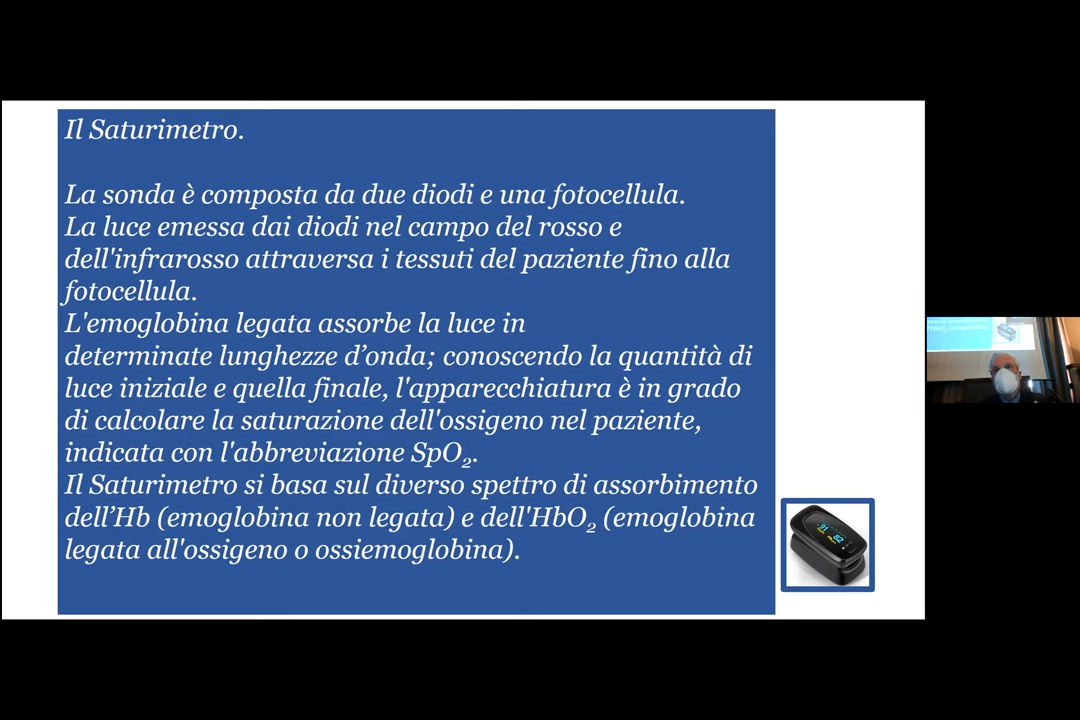 Il Saturimetro.
La sonda è composta da due diodi e una fotocellula.
La luce emessa dai diodi nel campo del rosso e
dell'infrarosso attraversa i tessuti del paziente fino alla
fotocellula.
L'emoglobina legata assorbe la luce in
determinate lunghezze d’onda; conoscendo la quantità di
luce iniziale e quella finale, l'apparecchiatura è in grado
di calcolare la saturazione dell'ossigeno nel paziente,
indicata con l'abbreviazione SpO₂.
Il Saturimetro si basa sul diverso spettro di assorbimento
dell’Hb (emoglobina non legata) e dell'HbO₂ (emoglobina
legata all'ossigeno o ossiemoglobina).
91
82